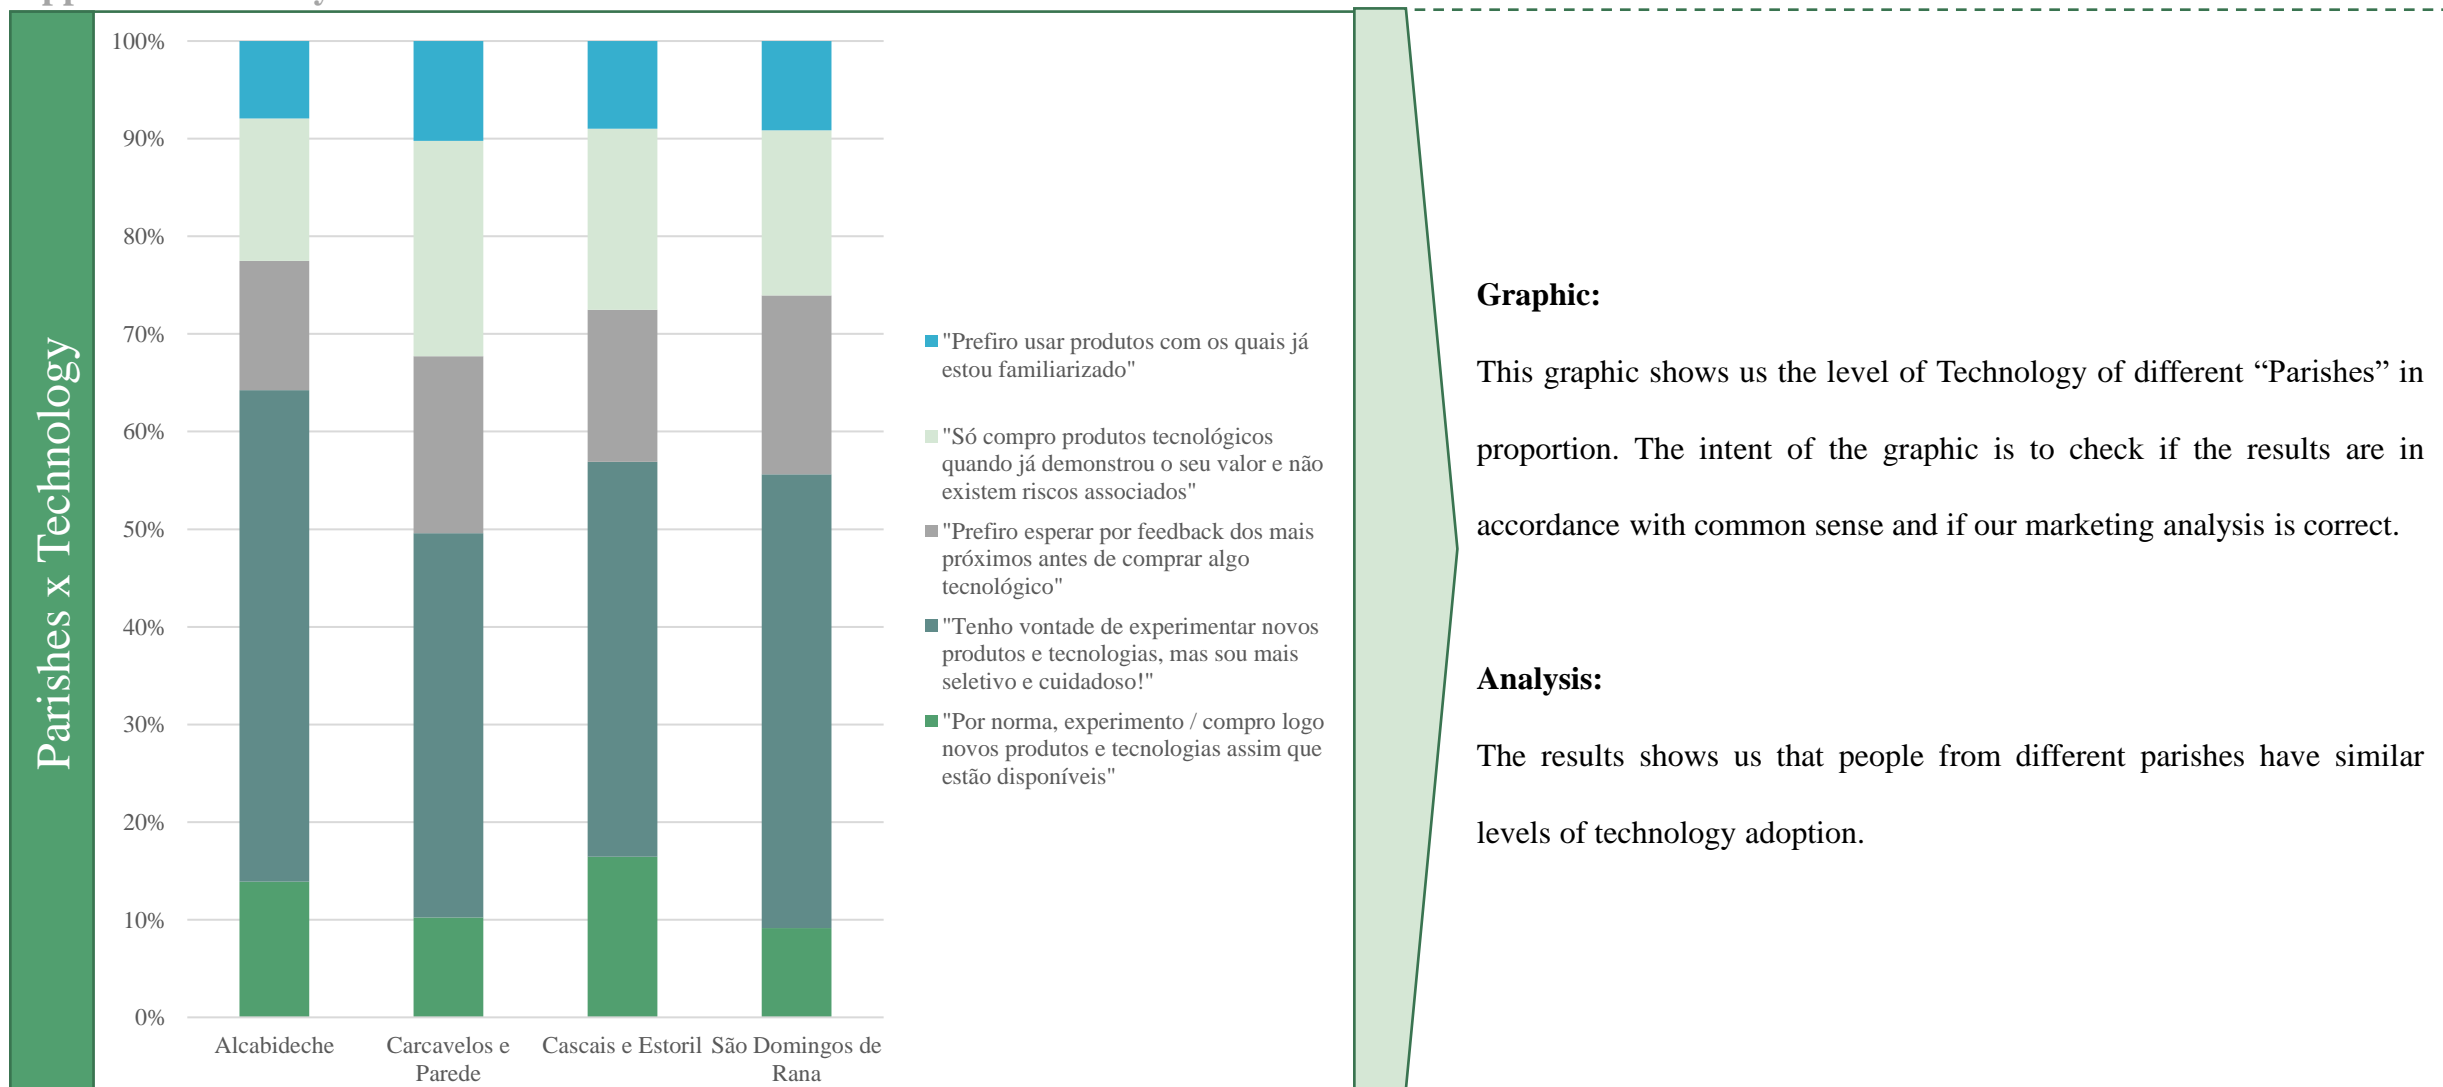 Parishes x Technology
100%
90%
80%
70%
60%
50%
40%
30%
20%
10%
0%
Alcabideche
Carcavelos e
Parede
Cascais e Estoril
São Domingos de
Rana
"Prefiro usar produtos com os quais já
estou familiarizado"
"Só compro produtos tecnológicos
quando já demonstrou o seu valor e não
existem riscos associados"
"Prefiro esperar por feedback dos mais
próximos antes de comprar algo
tecnológico"
"Tenho vontade de experimentar novos
produtos e tecnologias, mas sou mais
seletivo e cuidadoso!"
"Por norma, experimento / compro logo
novos produtos e tecnologias assim que
estão disponíveis"
Graphic:
This graphic shows us the level of Technology of different “Parishes” in
proportion. The intent of the graphic is to check if the results are in
accordance with common sense and if our marketing analysis is correct.
Analysis:
The results shows us that people from different parishes have similar
levels of technology adoption.